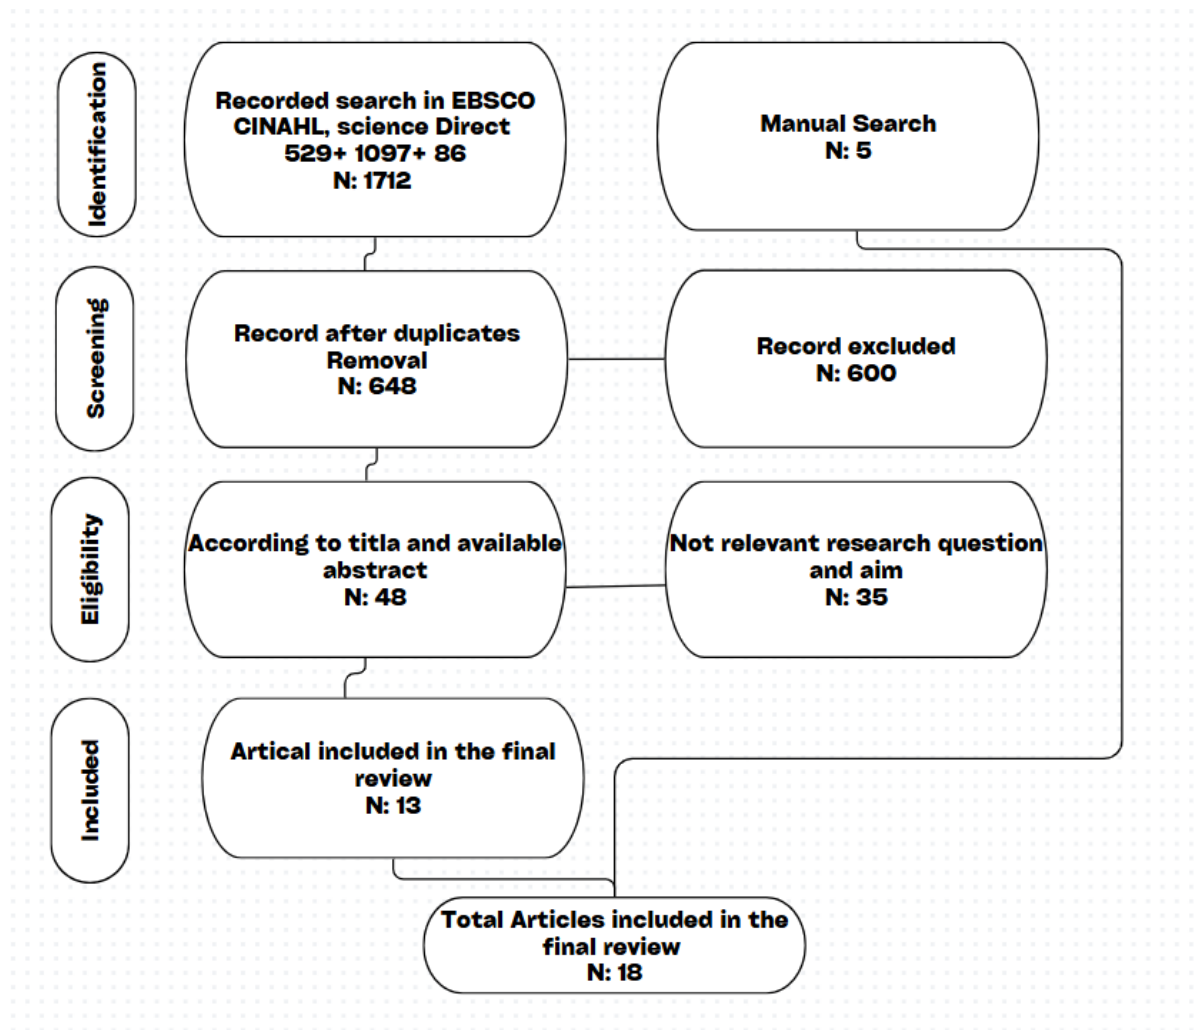 Identification
Recorded search in EBSCO
CINAHL, science Direct
529+ 1097+ 86
N: 1712
Manual Search
N: 5
Screening
Record after duplicates
Removal
N: 648
Record excluded
N: 600
Eligibility
According to titla and available
abstract
N: 48
Not relevant research question
and aim
N: 35
Included
Artical included in the final
review
N: 13
Total Articles included in the
final review
N: 18